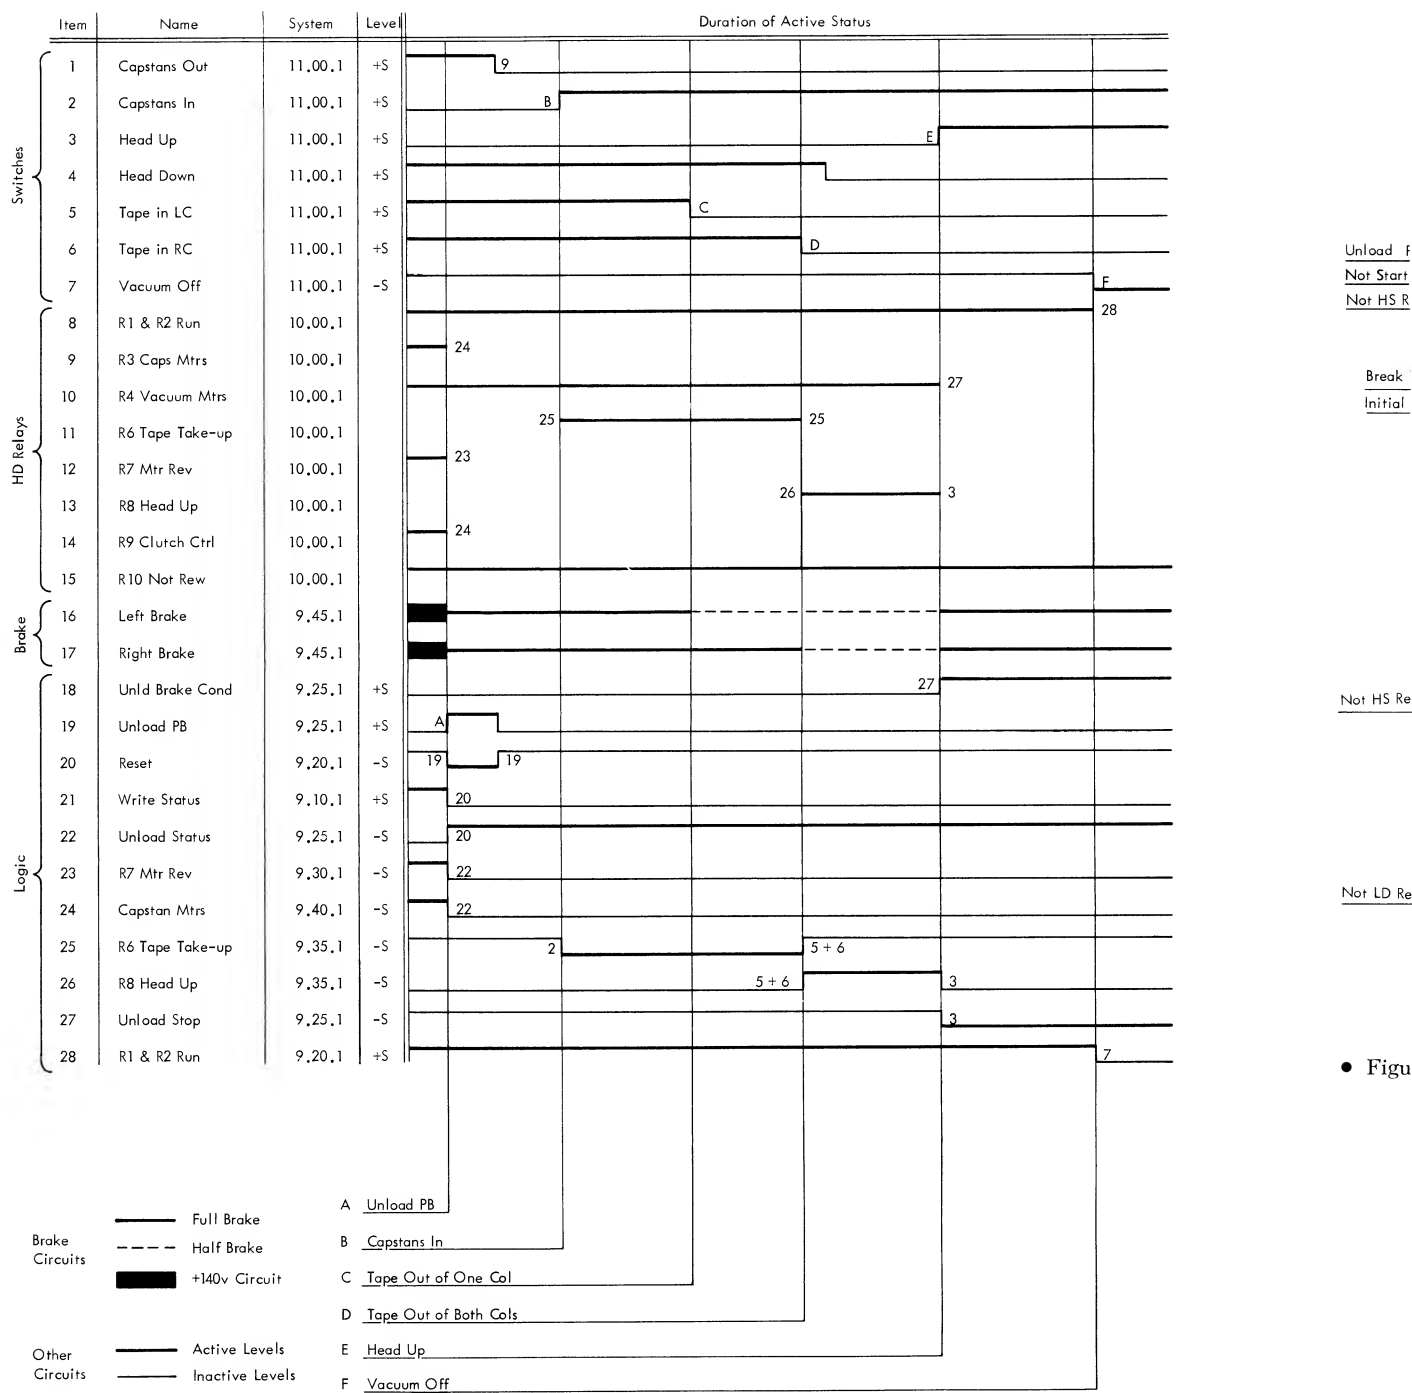 Item Name System Level Duration of Active Status
Switches
1 Capstans Out 11.00.1 +S 9
2 Capstans In 11.00.1 +S B
3 Head Up 11.00.1 +S E
4 Head Down 11.00.1 +S
5 Tape in LC 11.00.1 +S C
6 Tape in RC 11.00.1 +S D
7 Vacuum Off 11.00.1 -S F
HD Relays
8 R1 & R2 Run 10.00.1 28
9 R3 Caps Mtrs 10.00.1 24
10 R4 Vacuum Mtrs 10.00.1 27
11 R6 Tape Take-up 10.00.1 25 25
12 R7 Mtr Rev 10.00.1 23
13 R8 Head Up 10.00.1 26 3
14 R9 Clutch Ctrl 10.00.1 24
15 R10 Not Rew 10.00.1
Brake
16 Left Brake 9.45.1
17 Right Brake 9.45.1
Logic
18 Unld Brake Cond 9.25.1 +S 27
19 Unload PB 9.25.1 +S A
20 Reset 9.20.1 -S 19 19
21 Write Status 9.10.1 +S 20
22 Unload Status 9.25.1 -S 20
23 R7 Mtr Rev 9.30.1 -S 22
24 Capstan Mtrs 9.40.1 -S 22
25 R6 Tape Take-up 9.35.1 -S 2 5 + 6
26 R8 Head Up 9.35.1 -S 5 + 6 3
27 Unload Stop 9.25.1 -S 3
28 R1 & R2 Run 9.20.1 +S 7
Brake
Circuits
Full Brake
Half Brake
+140v Circuit
Other
Circuits
Active Levels
Inactive Levels
A Unload PB
B Capstans In
C Tape Out of One Col
D Tape Out of Both Cols
E Head Up
F Vacuum Off
Unload
Not Start
Not HS R
Break
Initial
Not HS Re
Not LD Re
• Figu